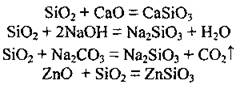 SiO₂ + CaO = CaSiO₃
SiO₂ + 2NaOH = Na₂SiO₃ + H₂O
SiO₂ + Na₂CO₃ = Na₂SiO₃ + CO₂↑
ZnO + SiO₂ = ZnSiO₃